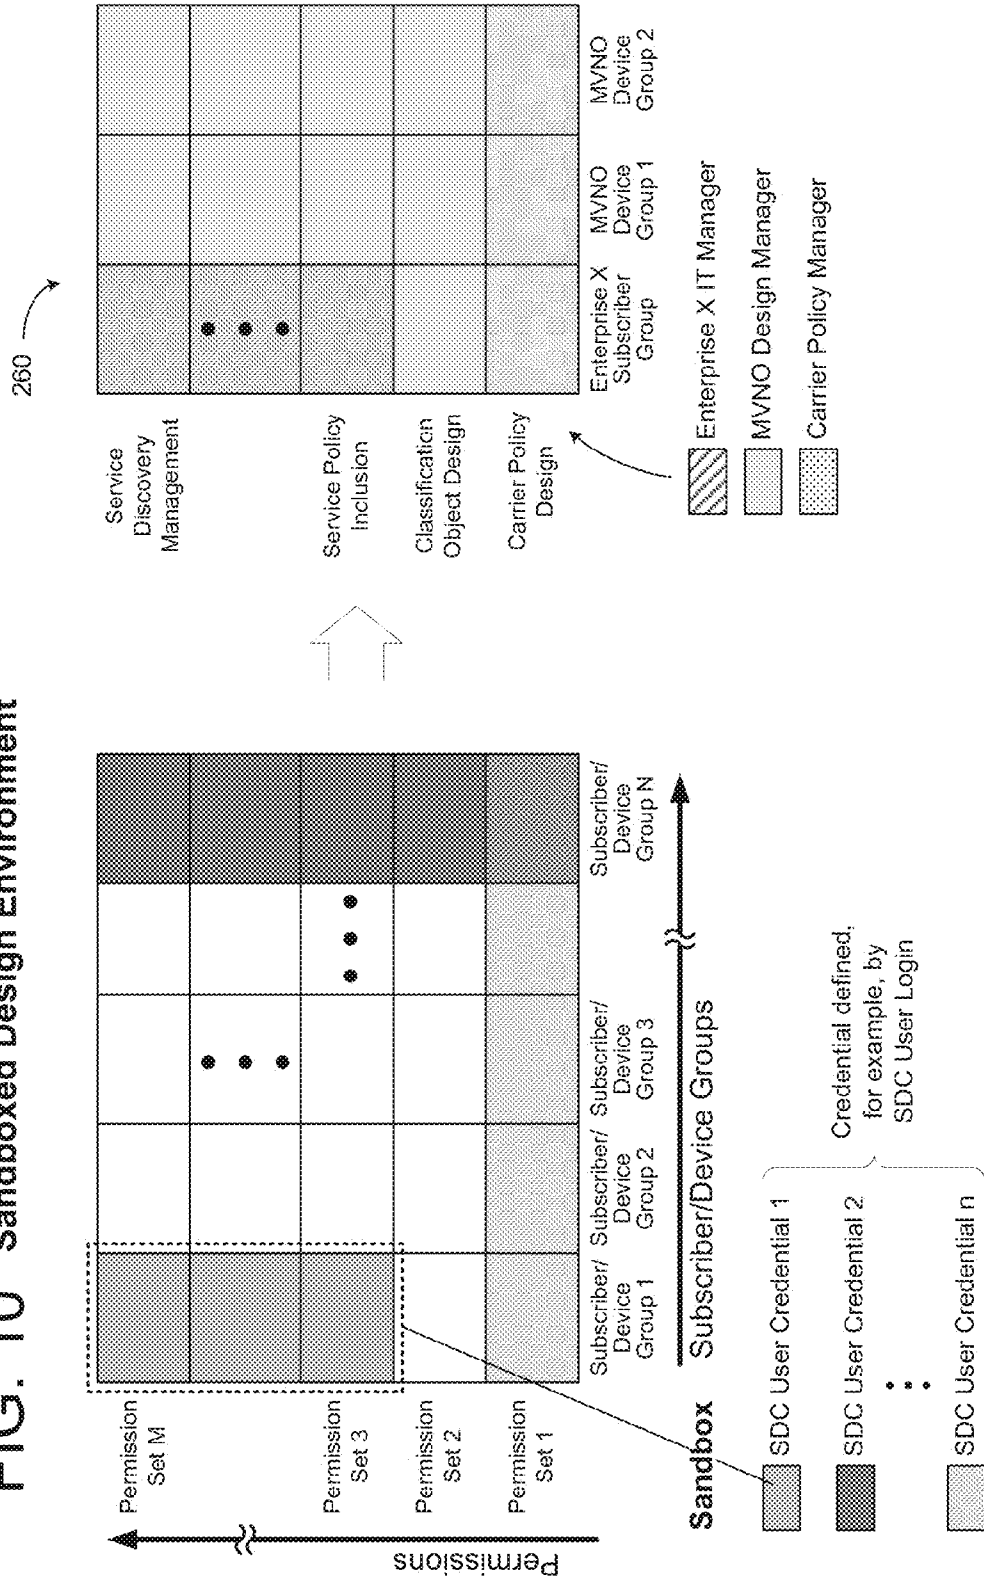 FIG. 10 Sandboxed Design Environment
Permissions
Permission
Set M
Permission
Set 3
Permission
Set 2
Permission
Set 1
Subscriber/
Device
Group 1
Subscriber/
Device
Group 2
Subscriber/
Device
Group 3
Subscriber/
Device
Group N
Subscriber/Device Groups
Sandbox
SDC User Credential 1
SDC User Credential 2
SDC User Credential n
Credential defined,
for example, by
SDC User Login
260
Service
Discovery
Management
Service Policy
Inclusion
Classification
Object Design
Carrier Policy
Design
Enterprise X
Subscriber
Group
MVNO
Device
Group 1
MVNO
Device
Group 2
Enterprise X IT Manager
MVNO Design Manager
Carrier Policy Manager